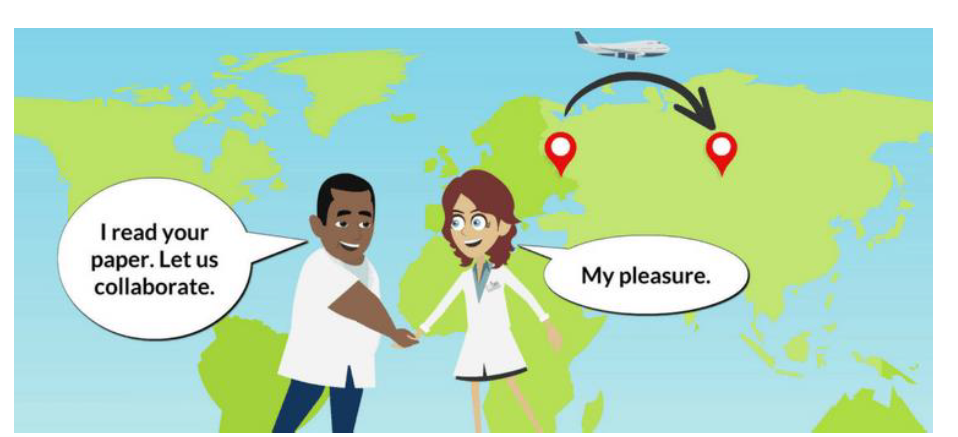 I read your
paper. Let us
collaborate.
My pleasure.